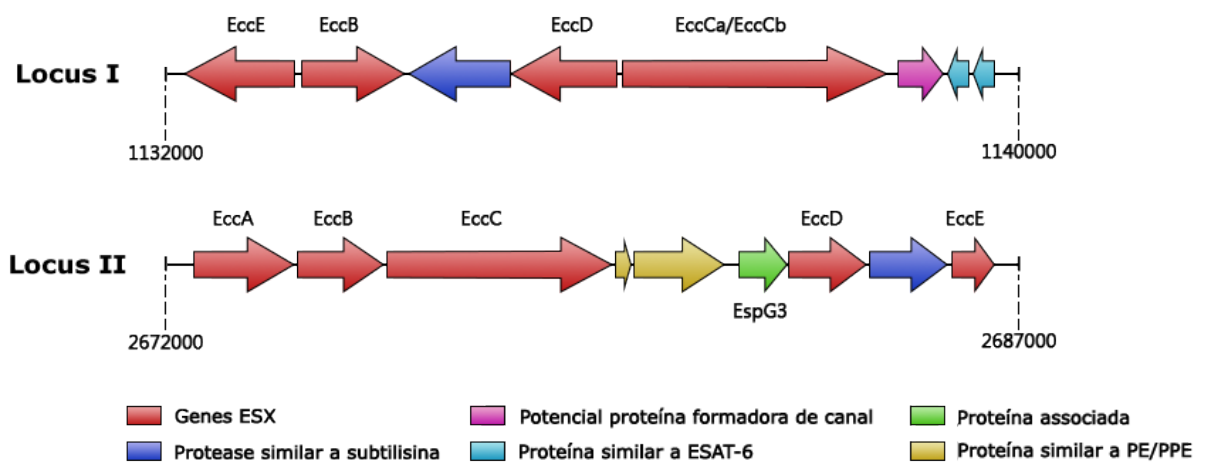 EccE EccB EccD EccCa/EccCb
Locus I
1132000 1140000
EccA EccB EccC EccD EccE
Locus II
EspG3
2672000 2687000
Genes ESX Potencial proteína formadora de canal Proteína associada
Protease similar a subtilisina Proteína similar a ESAT-6 Proteína similar a PE/PPE